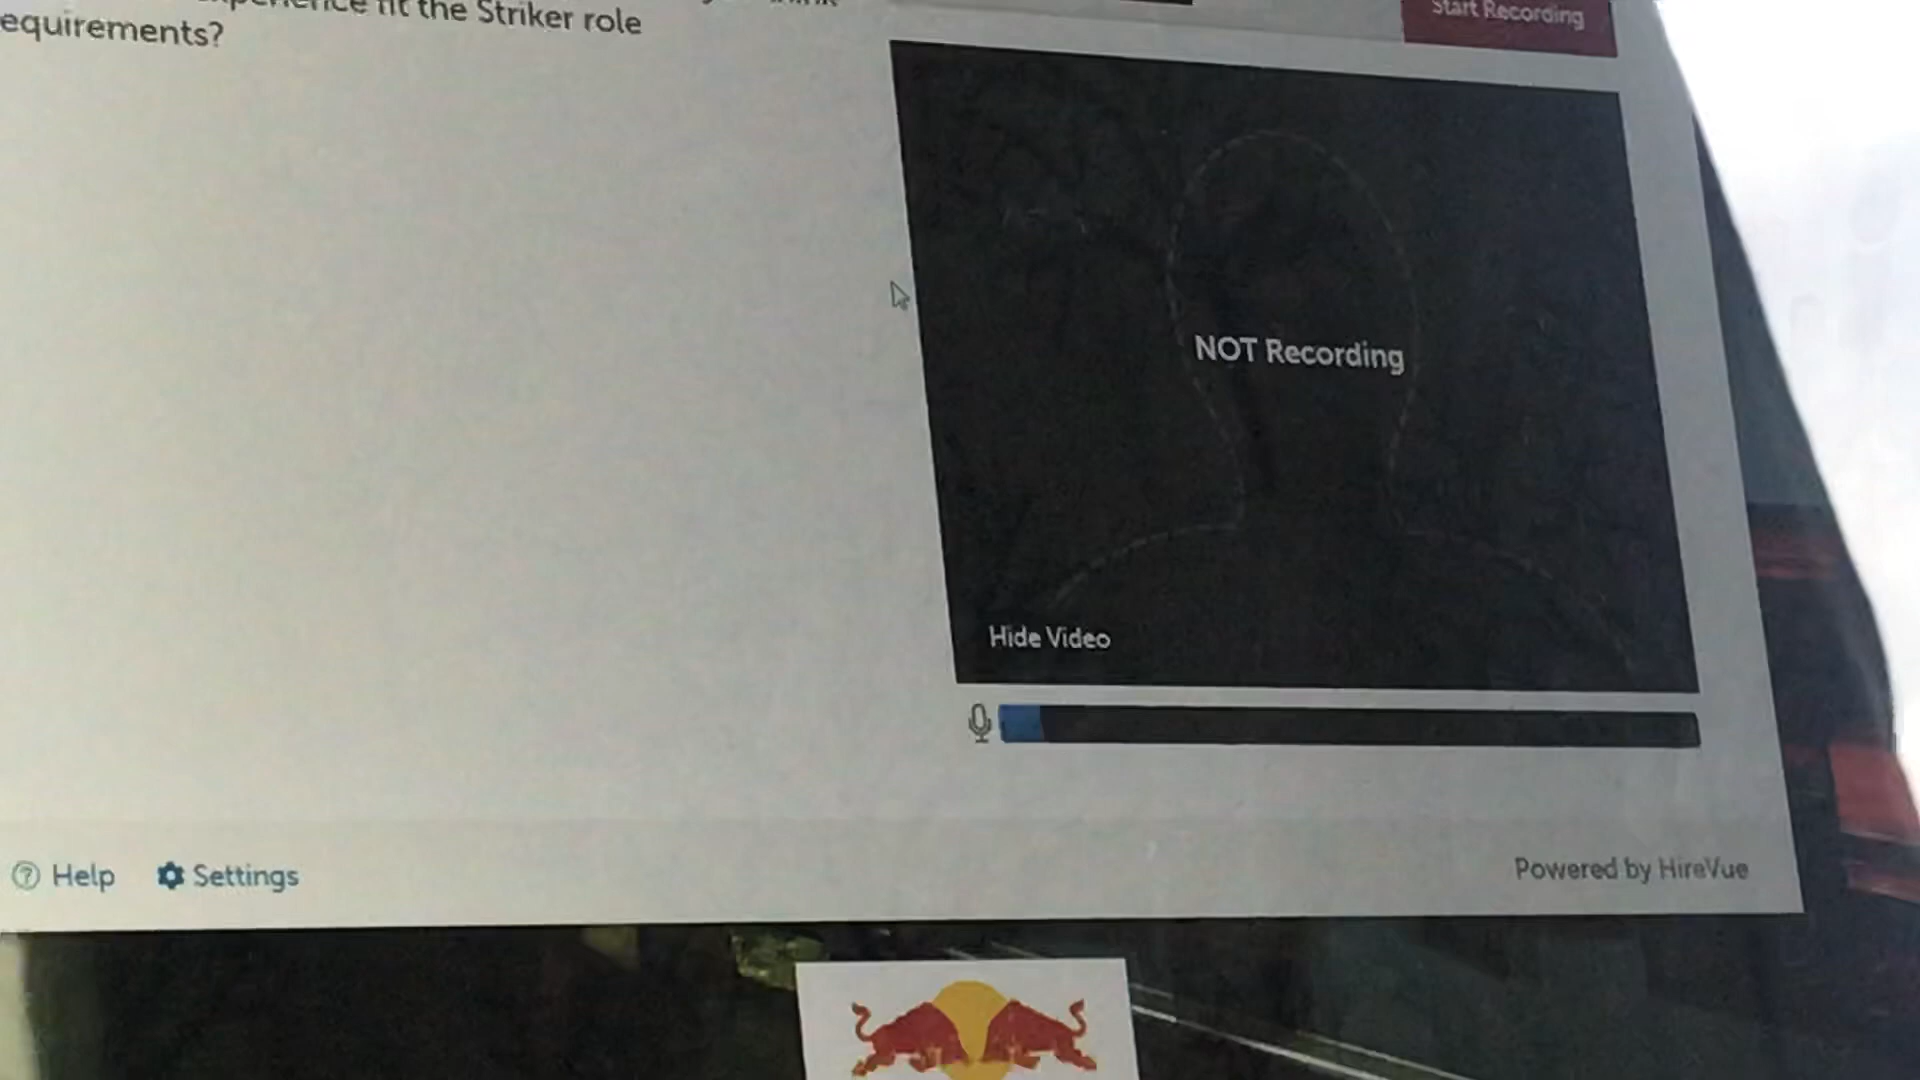 fit the Striker role
equirements?
Start Recording
NOT Recording
Hide Video
Help
Settings
Powered by HireVue